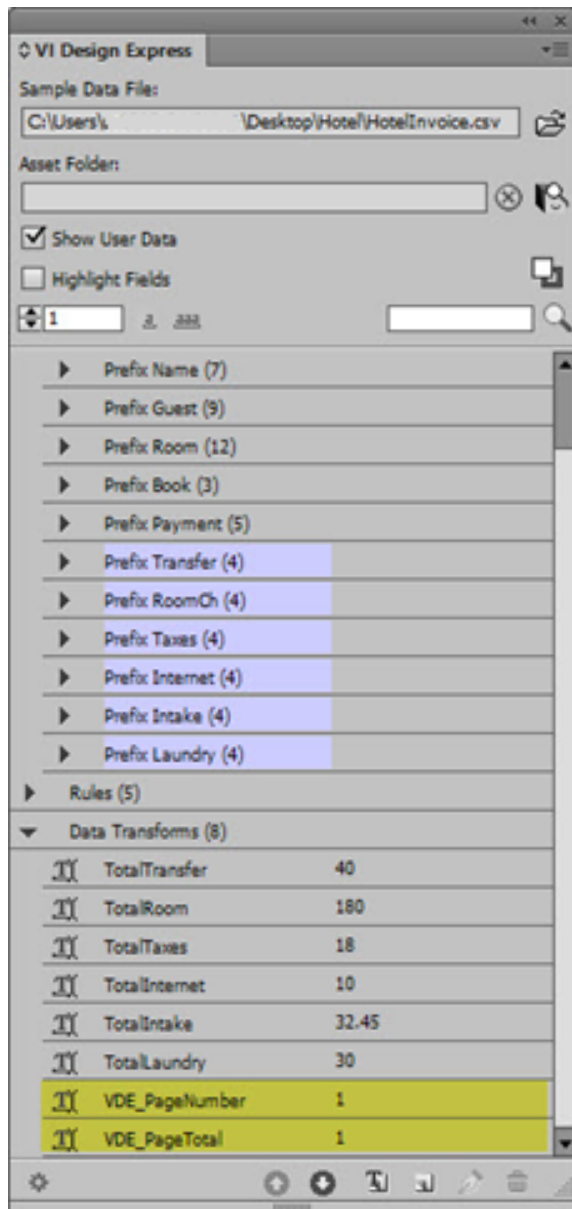 VI Design Express
Sample Data File:
C:\Users\. \Desktop\Hotel\HotelInvoice.csv
Asset Folder:
Show User Data
Highlight Fields
1 a aaa
Prefix Name (7)
Prefix Guest (9)
Prefix Room (12)
Prefix Book (3)
Prefix Payment (5)
Prefix Transfer (4)
Prefix RoomCh (4)
Prefix Taxes (4)
Prefix Internet (4)
Prefix Intake (4)
Prefix Laundry (4)
Rules (5)
Data Transforms (8)
TotalTransfer 40
TotalRoom 180
TotalTaxes 18
TotalInternet 10
TotalIntake 32.45
TotalLaundry 30
VDE_PageNumber 1
VDE_PageTotal 1